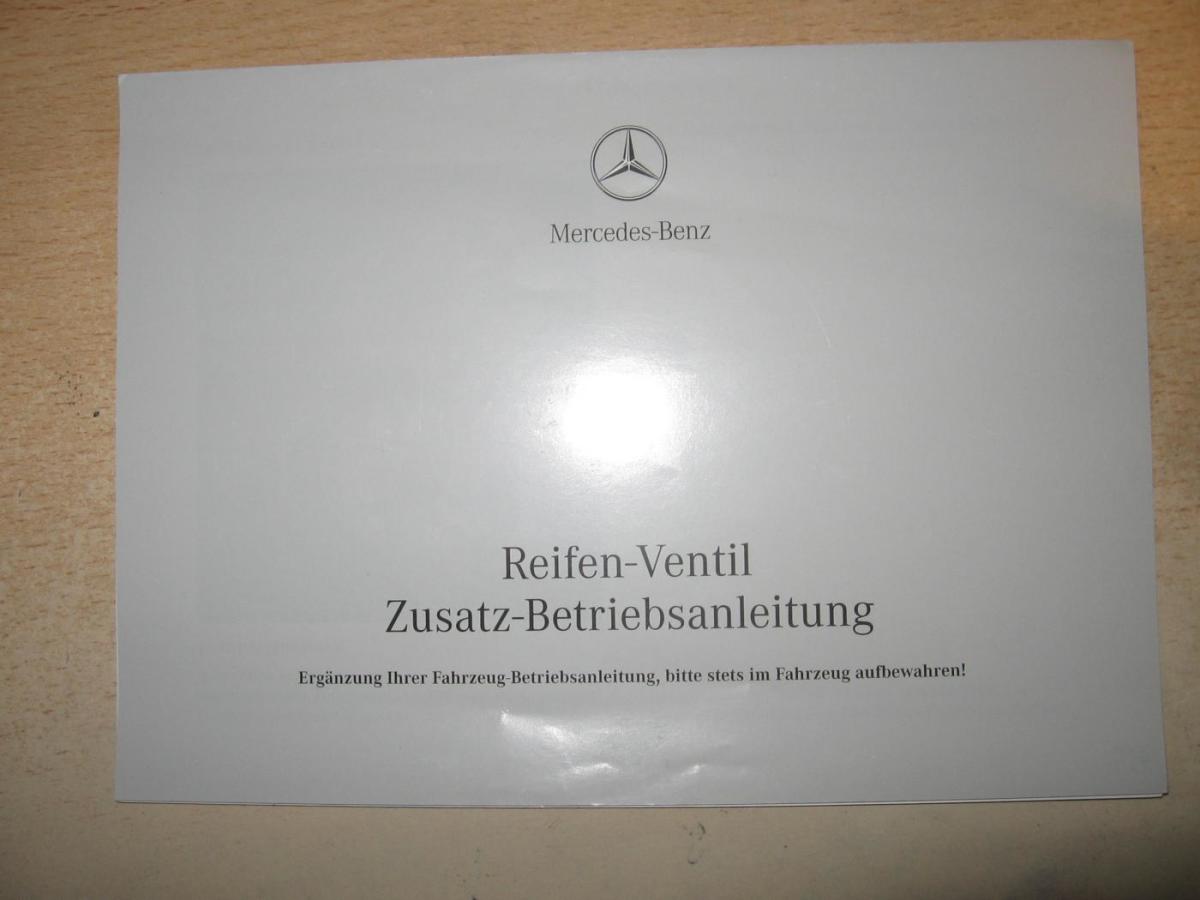 Mercedes-Benz
Reifen-Ventil
Zusatz-Betriebsanleitung
Ergänzung Ihrer Fahrzeug-Betriebsanleitung, bitte stets im Fahrzeug aufbewahren!